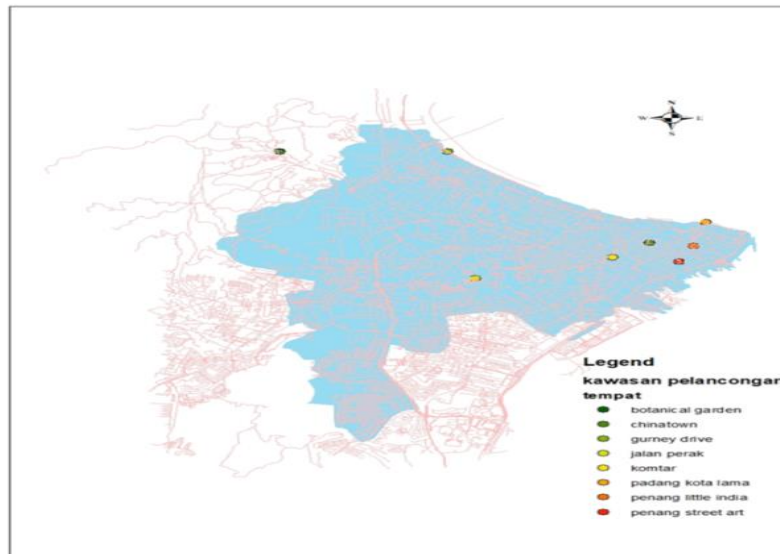 N
W E
S
Legend
kawasan pelancongan
tempat
botanical garden
chinatown
gurney drive
jalan perak
komtar
padang kota lama
penang little india
penang street art